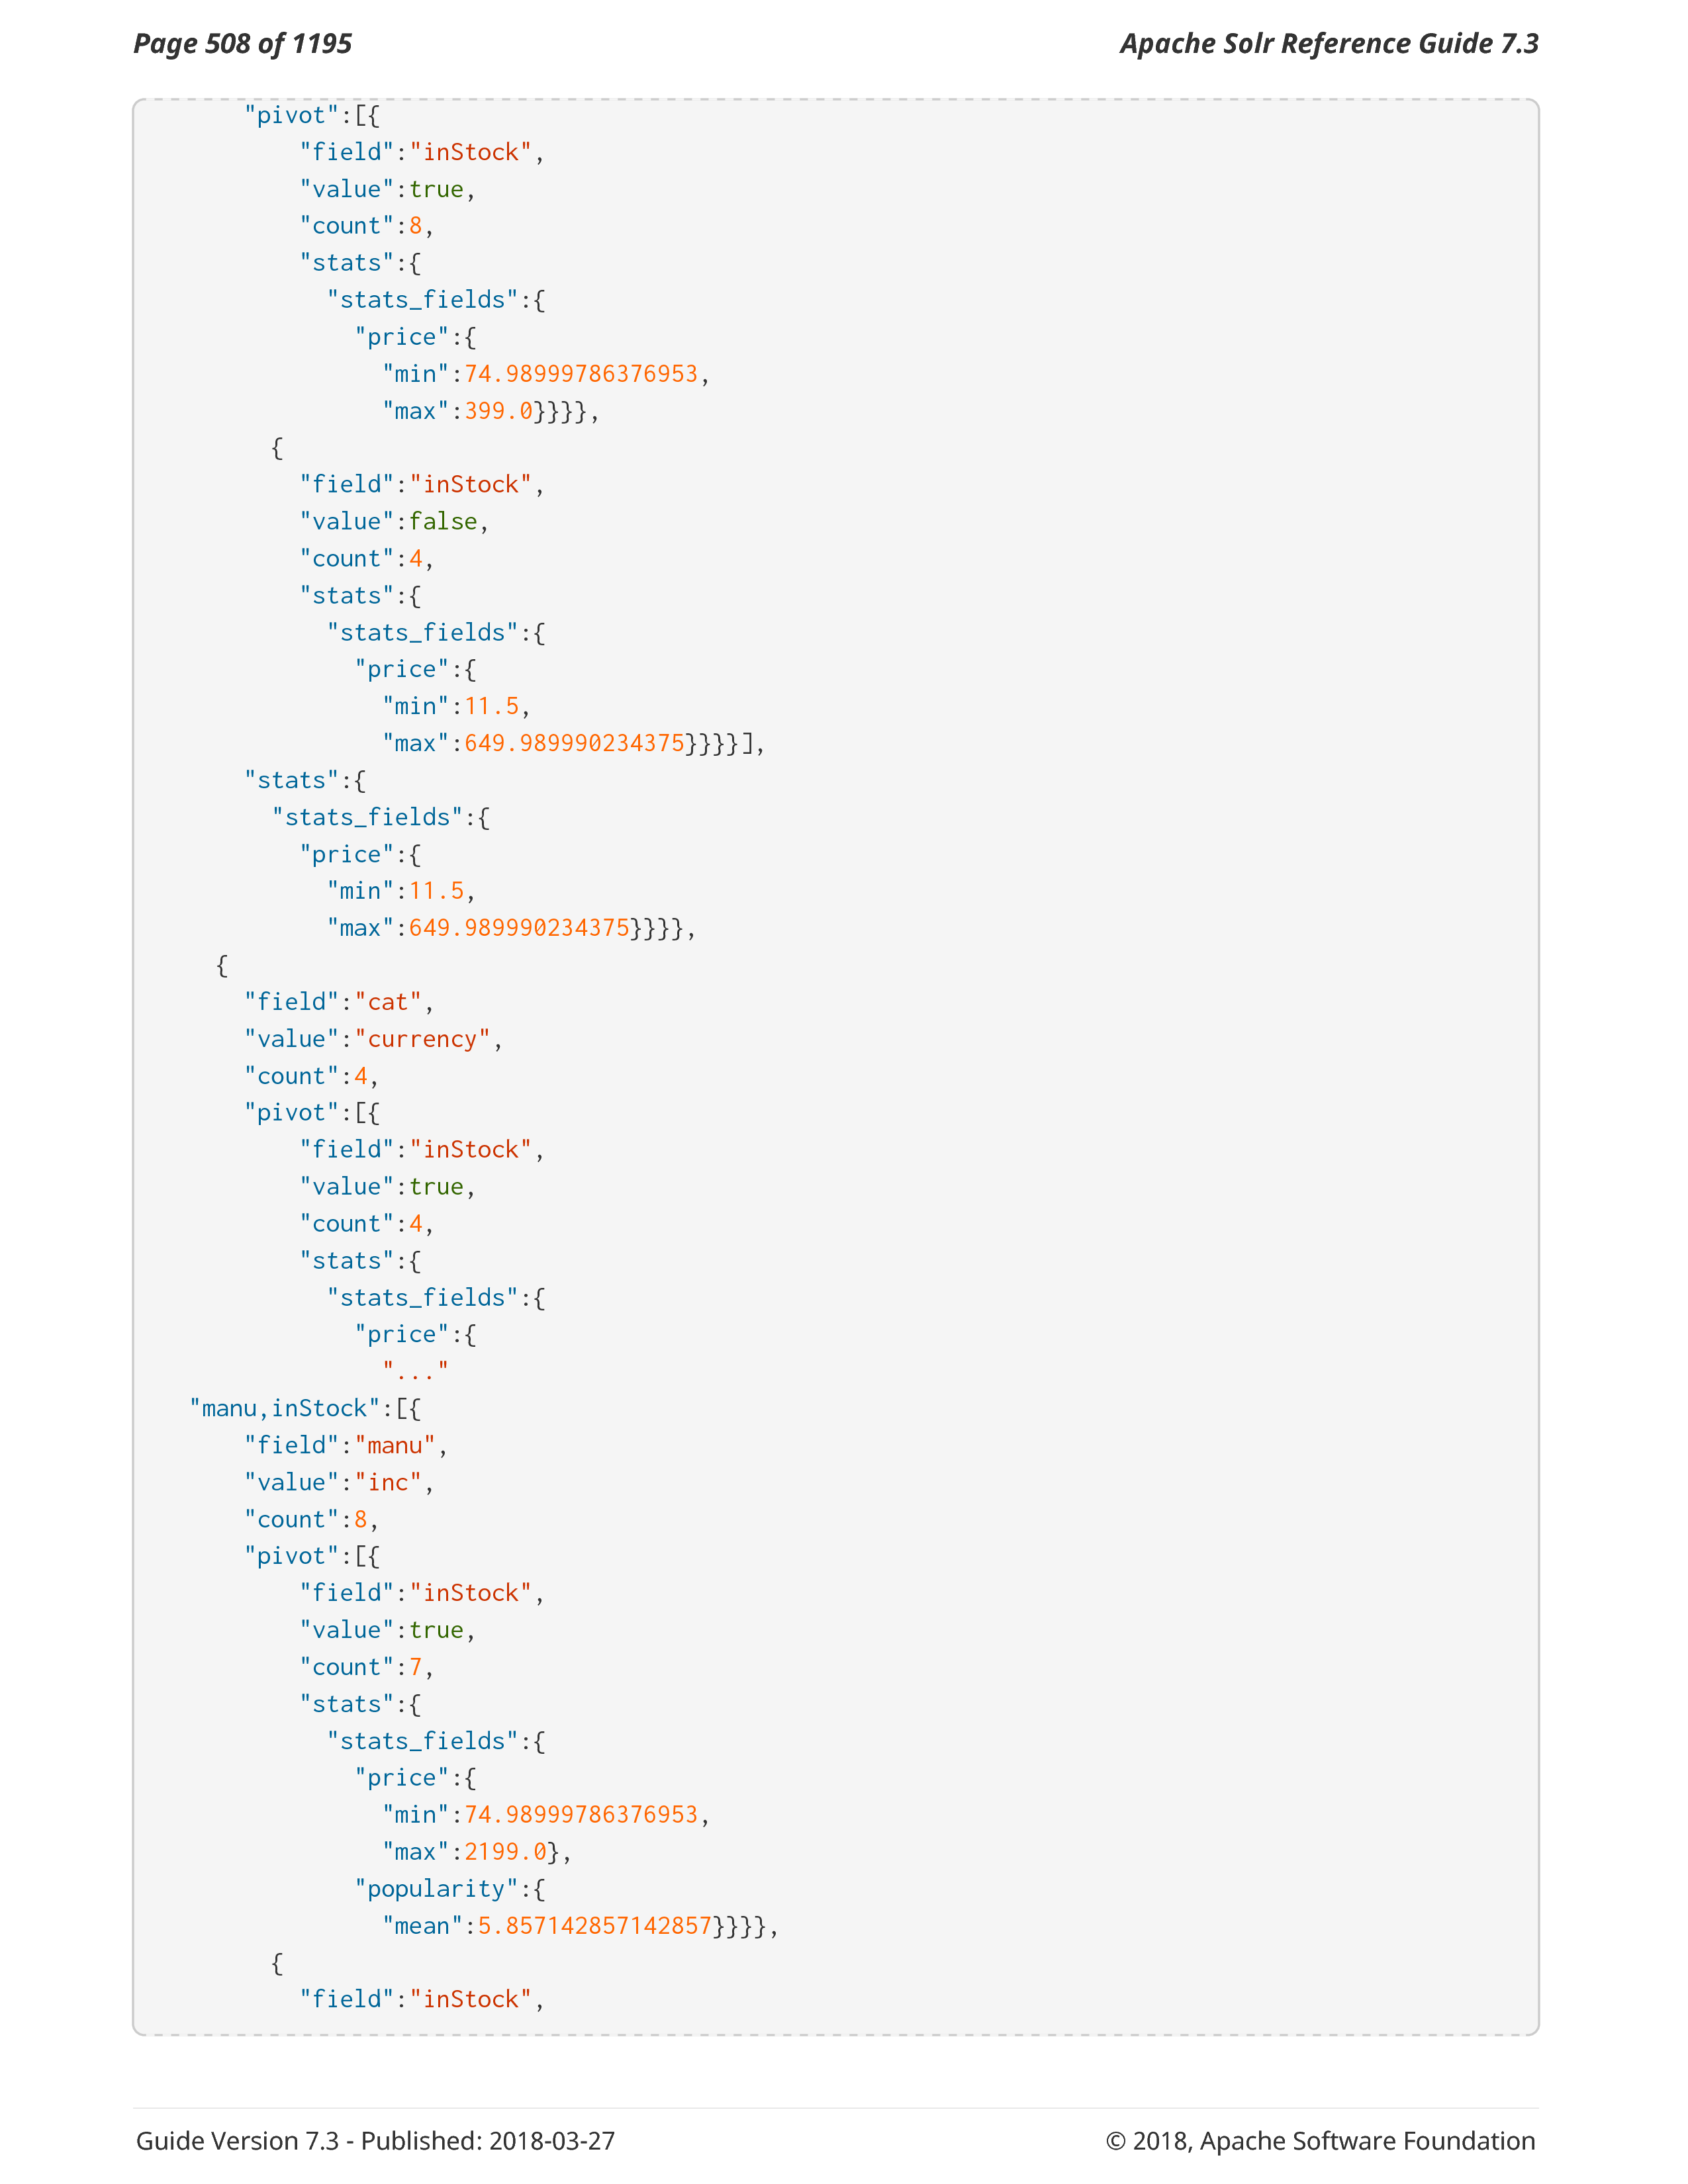 Page 508 of 1195 Apache Solr Reference Guide 7.3
"pivot":[{
"field":"inStock",
"value":true,
"count":8,
"stats":{
"stats_fields":{
"price":{
"min":74.98999786376953,
"max":399.0}}}},
{
"field":"inStock",
"value":false,
"count":4,
"stats":{
"stats_fields":{
"price":{
"min":11.5,
"max":649.989990234375}}}}],
"stats":{
"stats_fields":{
"price":{
"min":11.5,
"max":649.989990234375}}}},
{
"field":"cat",
"value":"currency",
"count":4,
"pivot":[{
"field":"inStock",
"value":true,
"count":4,
"stats":{
"stats_fields":{
"price":{
"..."
"manu,inStock":[{
"field":"manu",
"value":"inc",
"count":8,
"pivot":[{
"field":"inStock",
"value":true,
"count":7,
"stats":{
"stats_fields":{
"price":{
"min":74.98999786376953,
"max":2199.0},
"popularity":{
"mean":5.857142857142857}}}},
{
"field":"inStock",
Guide Version 7.3 - Published: 2018-03-27 © 2018, Apache Software Foundation